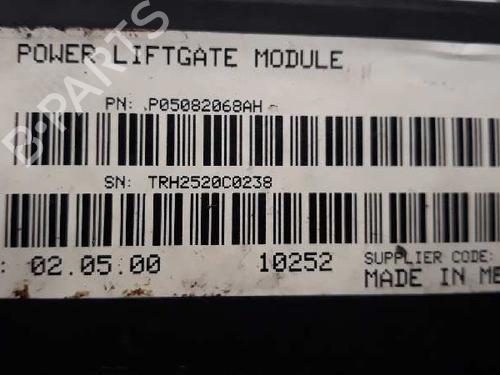 POWER LIFTGATE MODULE
PN: P05082068AH
SN: TRH2520C0238
: 02.05.00 10252 SUPPLIER CODE:
MADE IN ME
B-PARTS